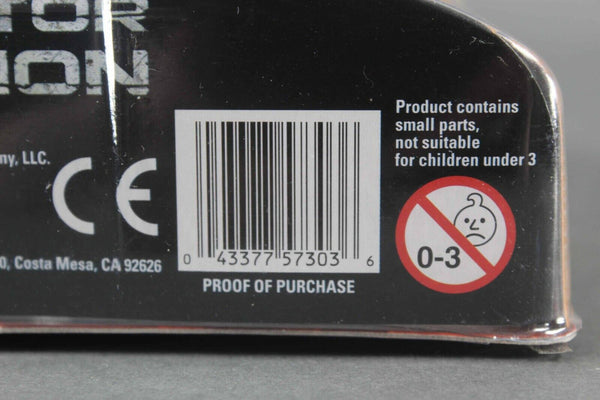 TOR
ION
ny, LLC.
CE
0, Costa Mesa, CA 92626
0 43377 57303 6
PROOF OF PURCHASE
Product contains
small parts,
not suitable
for children under 3
0-3